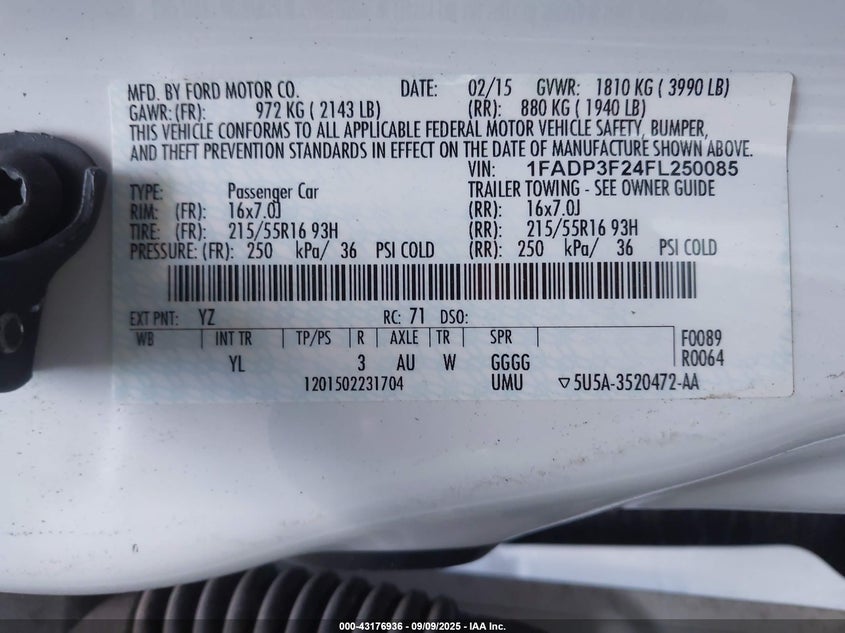 MFD. BY FORD MOTOR CO. DATE: 02/15 GVWR: 1810 KG ( 3990 LB)
GAWR: (FR): 972 KG ( 2143 LB) (RR): 880 KG ( 1940 LB)
THIS VEHICLE CONFORMS TO ALL APPLICABLE FEDERAL MOTOR VEHICLE SAFETY, BUMPER,
AND THEFT PREVENTION STANDARDS IN EFFECT ON THE DATE OF MANUFACTURE SHOWN ABOVE.
VIN: 1FADP3F24FL250085
TYPE: Passenger Car TRAILER TOWING - SEE OWNER GUIDE
RIM: (FR): 16x7.0J (RR): 16x7.0J
TIRE: (FR): 215/55R16 93H (RR): 215/55R16 93H
PRESSURE: (FR): 250 kPa/ 36 PSI COLD (RR): 250 kPa/ 36 PSI COLD
EXT PNT: YZ RC: 71 DSO:
WB INT TR TP/PS R AXLE TR SPR F0089
YL 3 AU W GGGG R0064
1201502231704 UMU ▽5U5A-3520472-AA
000-43176936 - 09/09/2025 - IAA Inc.